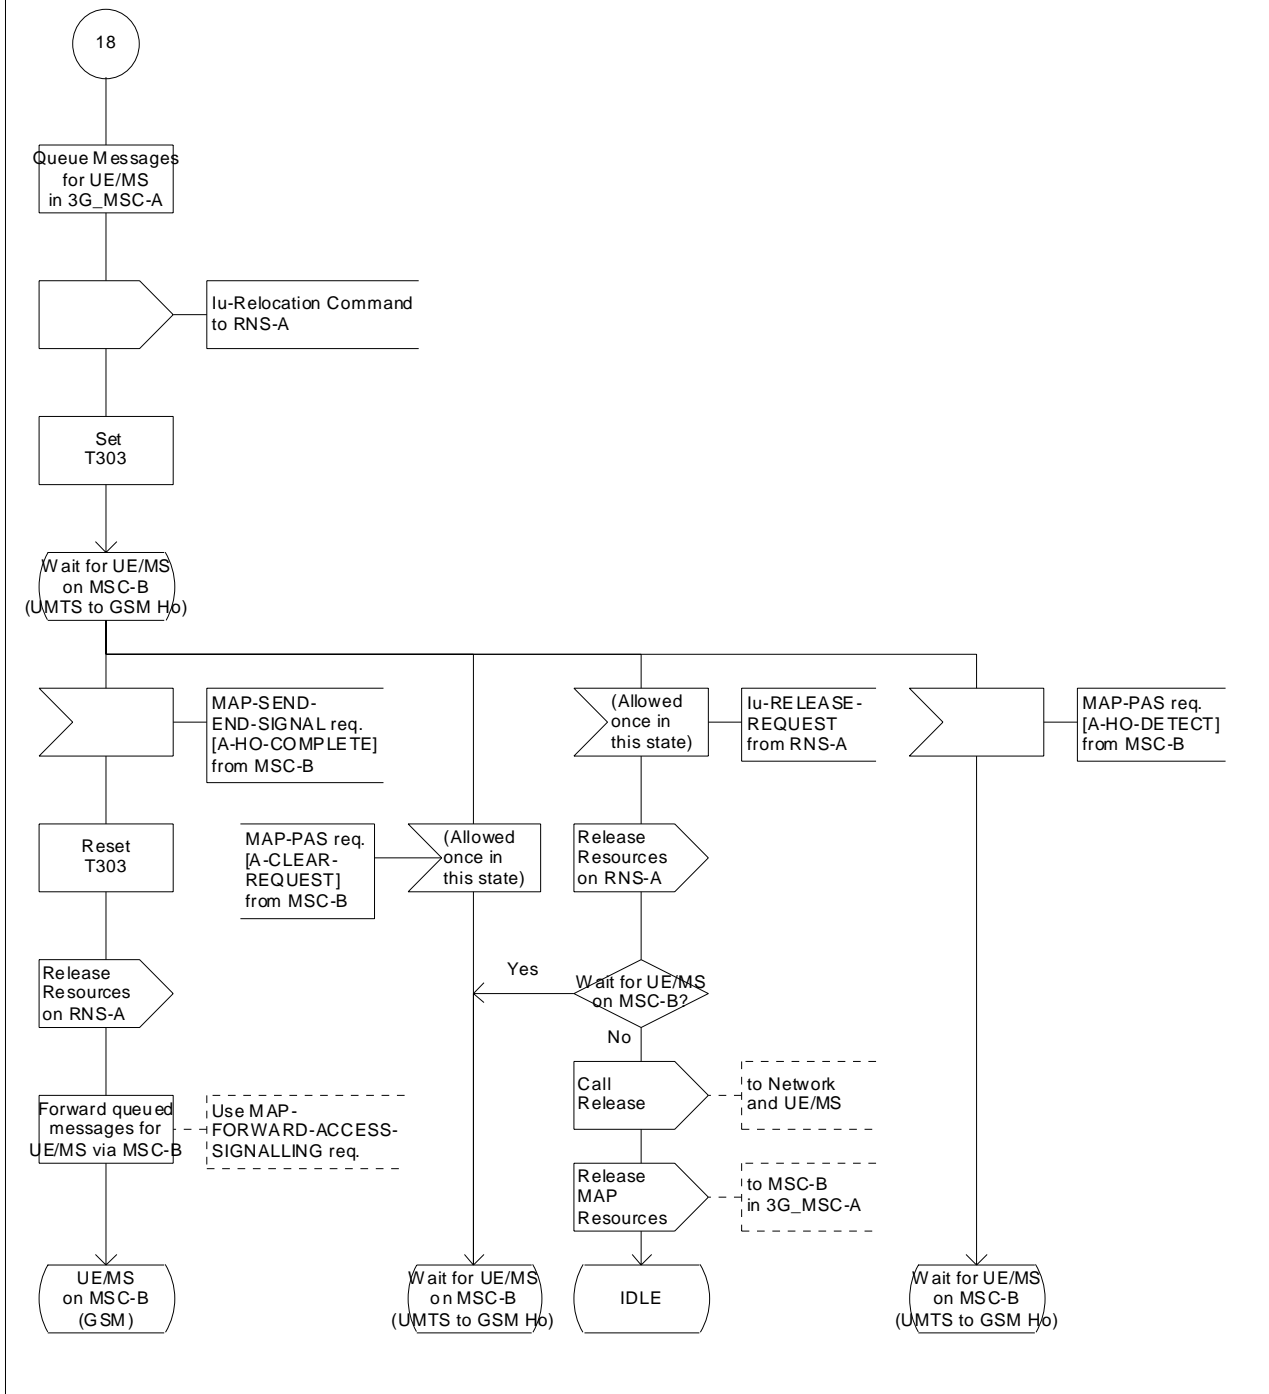 18
Queue Messages
for UE/MS
in 3G_MSC-A
Iu-Relocation Command
to RNS-A
Set
T303
Wait for UE/MS
on MSC-B
(UMTS to GSM Ho)
MAP-SEND-
END-SIGNAL req.
[A-HO-COMPLETE]
from MSC-B
(Allowed
once in
this state)
Iu-RELEASE-
REQUEST
from RNS-A
MAP-PAS req.
[A-HO-DETECT]
from MSC-B
Reset
T303
MAP-PAS req.
[A-CLEAR-
REQUEST]
from MSC-B
(Allowed
once in
this state)
Release
Resources
on RNS-A
Release
Resources
on RNS-A
Yes
Wait for UE/MS
on MSC-B?
No
Call
Release
to Network
and UE/MS
Forward queued
messages for
UE/MS via MSC-B
Use MAP-
FORWARD-ACCESS-
SIGNALLING req.
Release
MAP
Resources
to MSC-B
in 3G_MSC-A
UE/MS
on MSC-B
(GSM)
Wait for UE/MS
on MSC-B
(UMTS to GSM Ho)
IDLE
Wait for UE/MS
on MSC-B
(UMTS to GSM Ho)